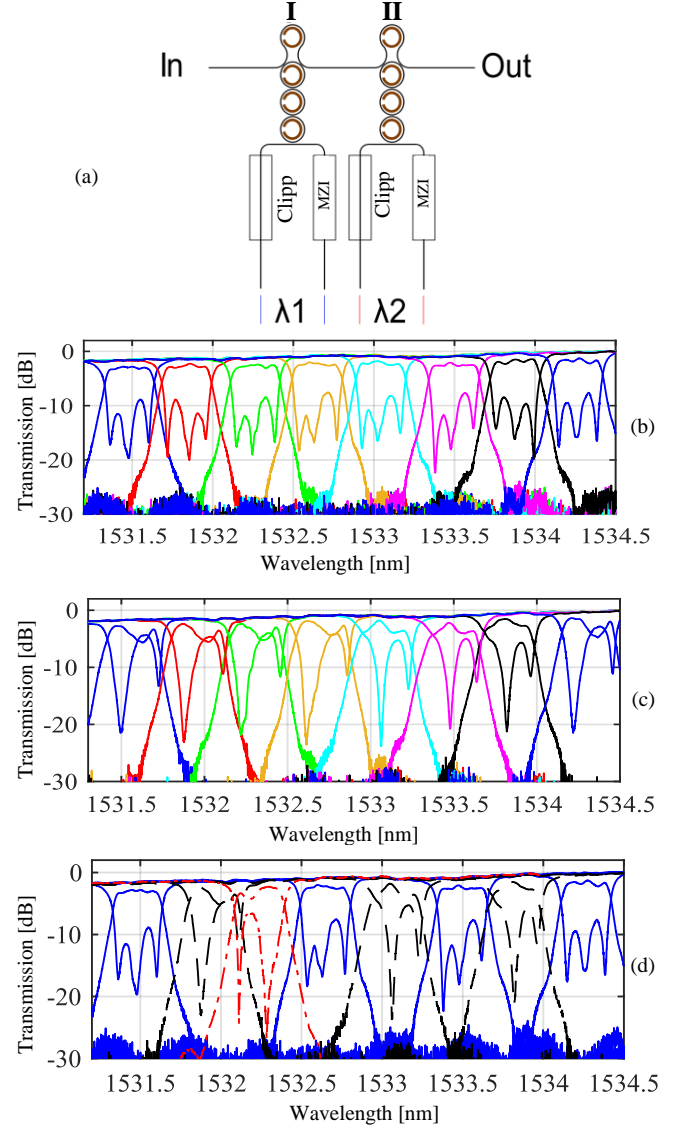 I II
In Out
(a)
Clipp MZI Clipp MZI
λ1 λ2
Transmission [dB]
0
-10
-20
-30
1531.5 1532 1532.5 1533 1533.5 1534 1534.5
Wavelength [nm]
(b)
Transmission [dB]
0
-10
-20
-30
1531.5 1532 1532.5 1533 1533.5 1534 1534.5
Wavelength [nm]
(c)
Transmission [dB]
0
-10
-20
-30
1531.5 1532 1532.5 1533 1533.5 1534 1534.5
Wavelength [nm]
(d)